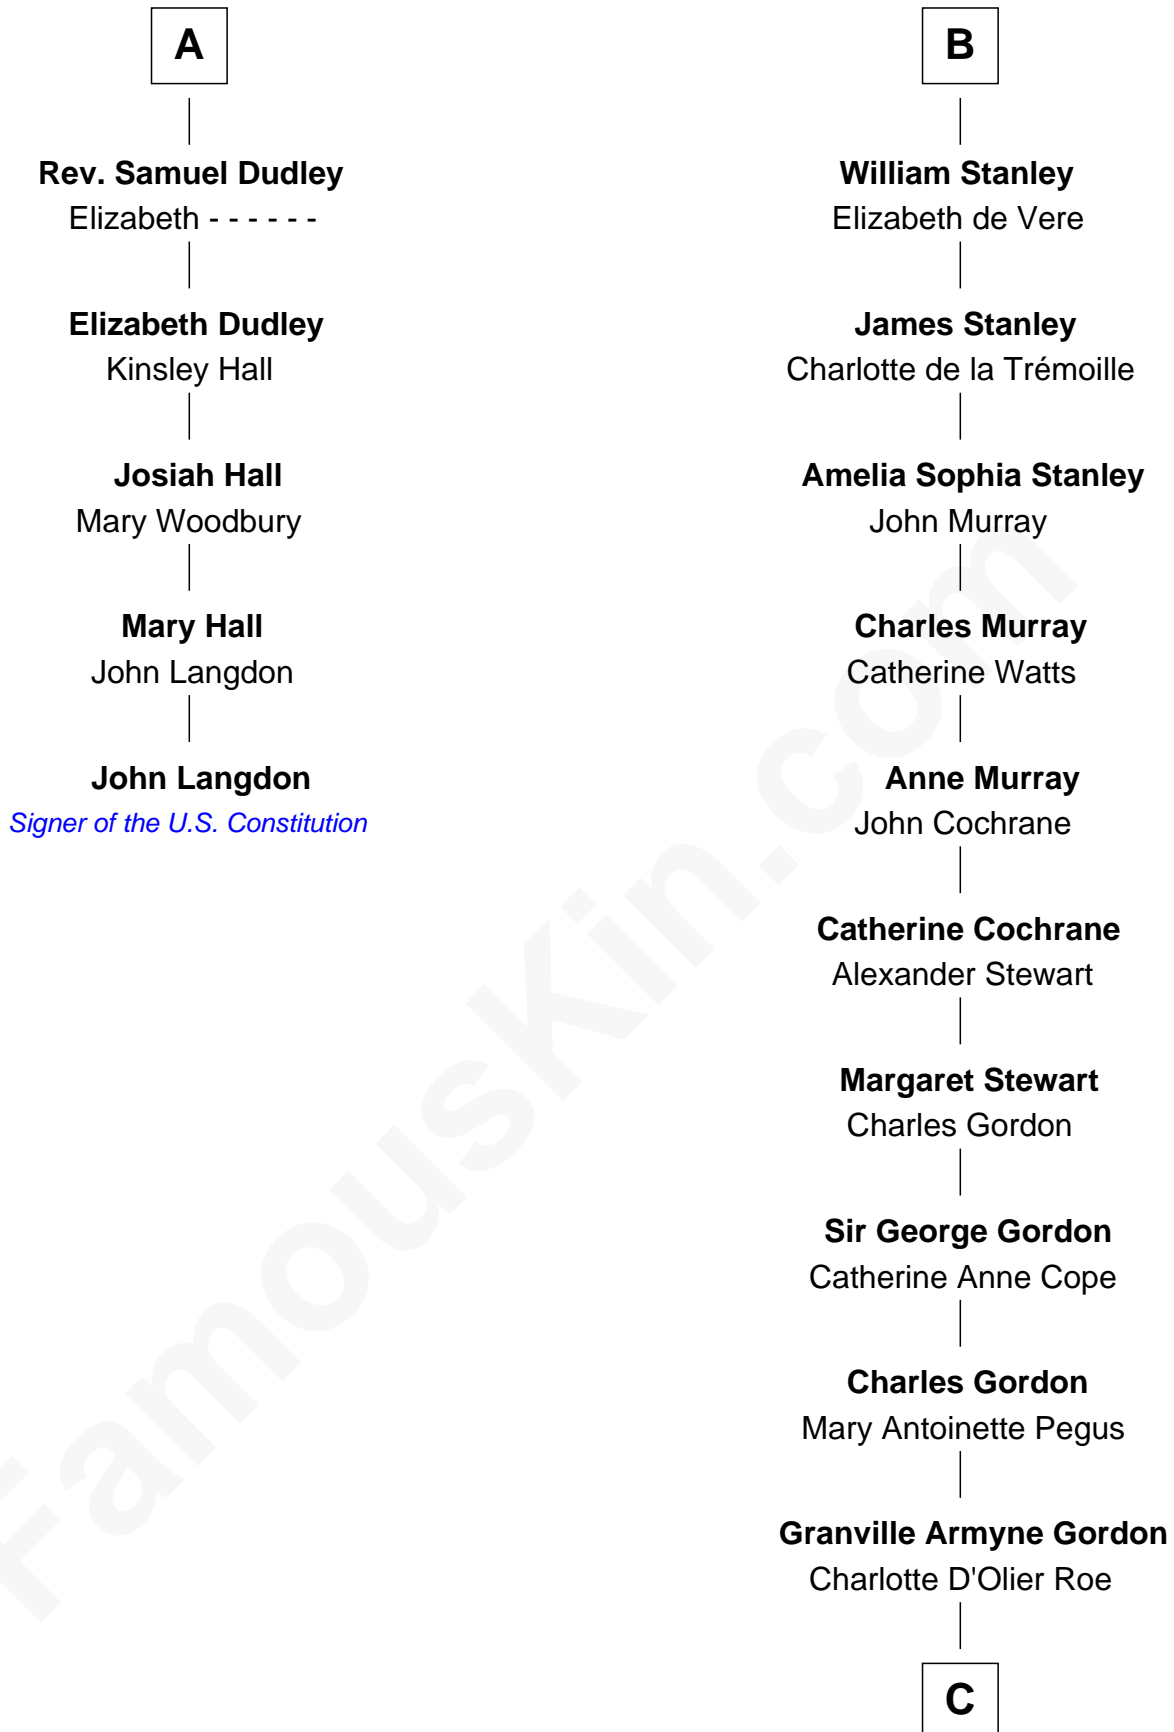 A
Rev. Samuel Dudley
Elizabeth - - - - - -
Elizabeth Dudley
Kinsley Hall
Josiah Hall
Mary Woodbury
Mary Hall
John Langdon
John Langdon
Signer of the U.S. Constitution
B
William Stanley
Elizabeth de Vere
James Stanley
Charlotte de la Trémoille
Amelia Sophia Stanley
John Murray
Charles Murray
Catherine Watts
Anne Murray
John Cochrane
Catherine Cochrane
Alexander Stewart
Margaret Stewart
Charles Gordon
Sir George Gordon
Catherine Anne Cope
Charles Gordon
Mary Antoinette Pegus
Granville Armyne Gordon
Charlotte D'Olier Roe
C
FamousKin.com